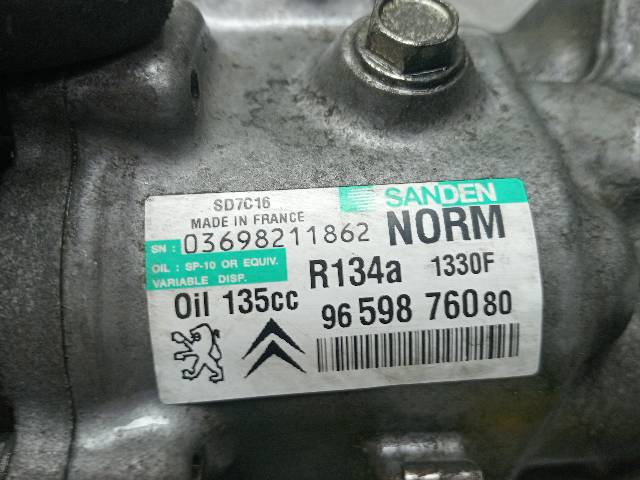 SD7C16
SANDEN
MADE IN FRANCE
SN : 03698211862
NORM
OIL : SP-10 OR EQUIV.
VARIABLE DISP.
R134a 1330F
Oil 135cc
96 598 760 80